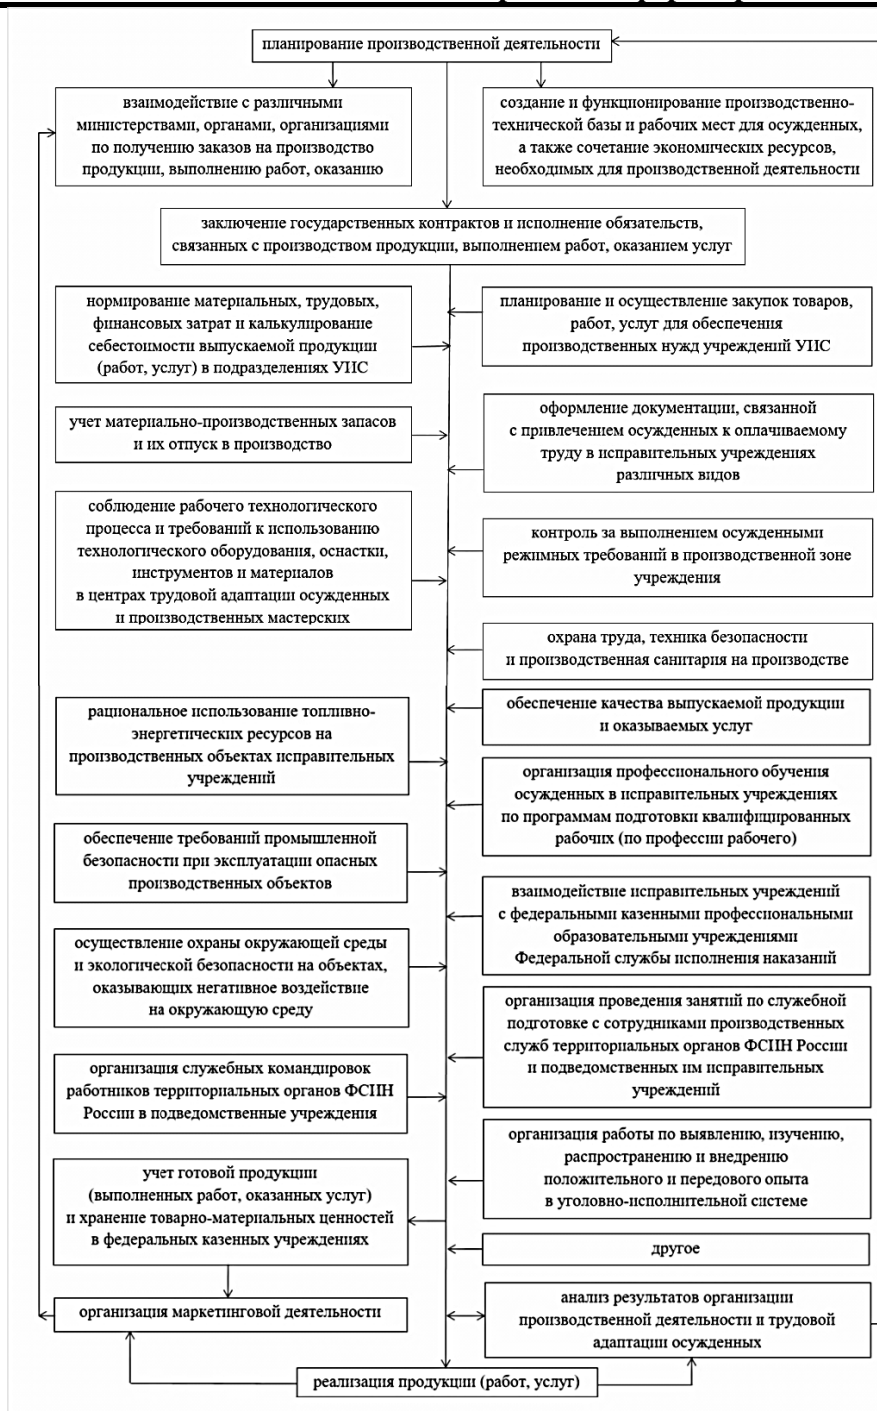 планирование производственной деятельности
взаимодействие с различными
министерствами, органами, организациями
по получению заказов на производство
продукции, выполнению работ, оказанию
создание и функционирование производственно-
технической базы и рабочих мест для осужденных,
а также сочетание экономических ресурсов,
необходимых для производственной деятельности
заключение государственных контрактов и исполнение обязательств,
связанных с производством продукции, выполнением работ, оказанием услуг
нормирование материальных, трудовых,
финансовых затрат и калькулирование
себестоимости выпускаемой продукции
(работ, услуг) в подразделениях УИС
планирование и осуществление закупок товаров,
работ, услуг для обеспечения
производственных нужд учреждений УИС
учет материально-производственных запасов
и их отпуск в производство
оформление документации, связанной
с привлечением осужденных к оплачиваемому
труду в исправительных учреждениях
различных видов
соблюдение рабочего технологического
процесса и требований к использованию
технологического оборудования, оснастки,
инструментов и материалов
в центрах трудовой адаптации осужденных
и производственных мастерских
контроль за выполнением осужденными
режимных требований в производственной зоне
учреждения
охрана труда, техника безопасности
и производственная санитария на производстве
рациональное использование топливно-
энергетических ресурсов на
производственных объектах исправительных
учреждений
обеспечение качества выпускаемой продукции
и оказываемых услуг
организация профессионального обучения
осужденных в исправительных учреждениях
по программам подготовки квалифицированных
рабочих (по профессии рабочего)
обеспечение требований промышленной
безопасности при эксплуатации опасных
производственных объектов
взаимодействие исправительных учреждений
с федеральными казенными профессиональными
образовательными учреждениями
Федеральной службы исполнения наказаний
осуществление охраны окружающей среды
и экологической безопасности на объектах,
оказывающих негативное воздействие
на окружающую среду
организация проведения занятий по служебной
подготовке с сотрудниками производственных
служб территориальных органов ФСИН России
и подведомственных им исправительных
учреждений
организация служебных командировок
работников территориальных органов ФСИН
России в подведомственные учреждения
организация работы по выявлению, изучению,
распространению и внедрению
положительного и передового опыта
в уголовно-исполнительной системе
учет готовой продукции
(выполненных работ, оказанных услуг)
и хранение товарно-материальных ценностей
в федеральных казенных учреждениях
другое
организация маркетинговой деятельности
анализ результатов организации
производственной деятельности и трудовой
адаптации осужденных
реализация продукции (работ, услуг)